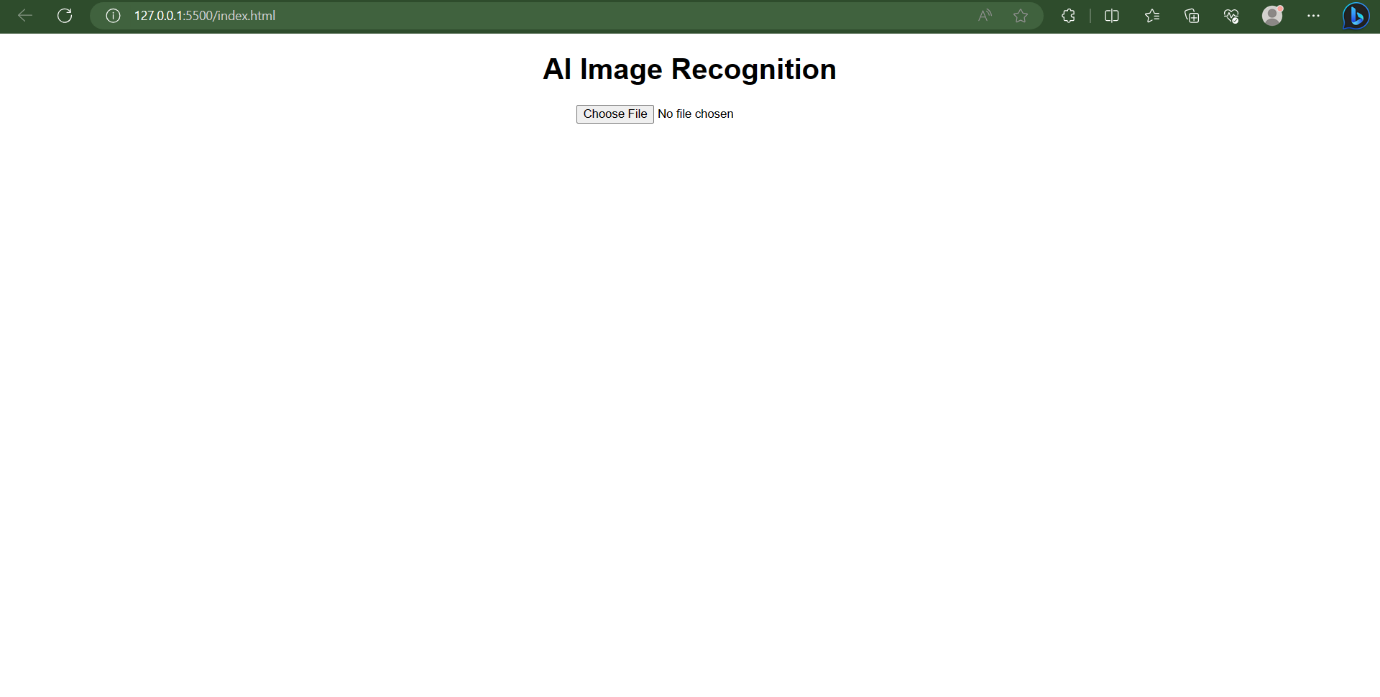 127.0.0.1:5500/index.html
AI Image Recognition
Choose File No file chosen